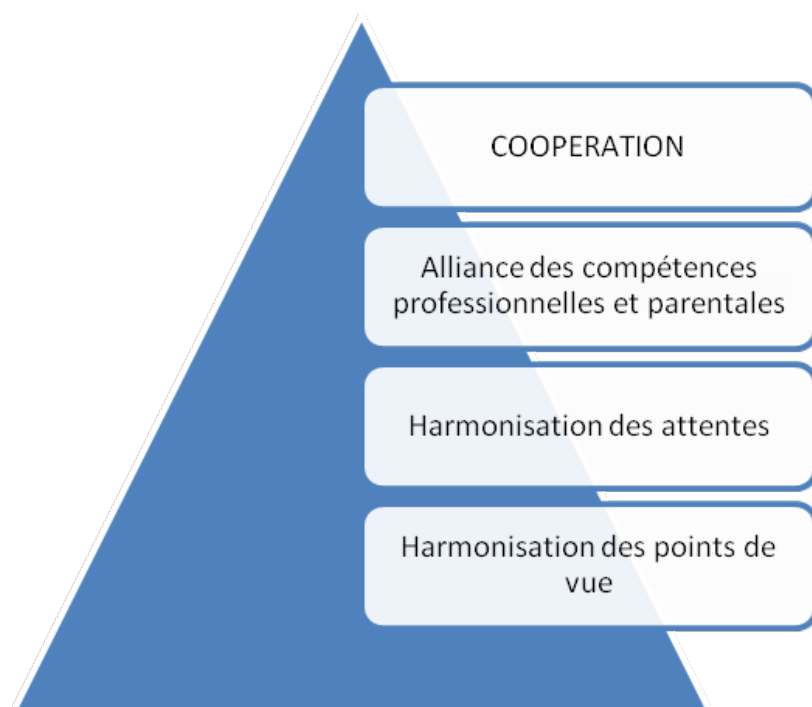 COOPERATION
Alliance des compétences
professionnelles et parentales
Harmonisation des attentes
Harmonisation des points de
vue